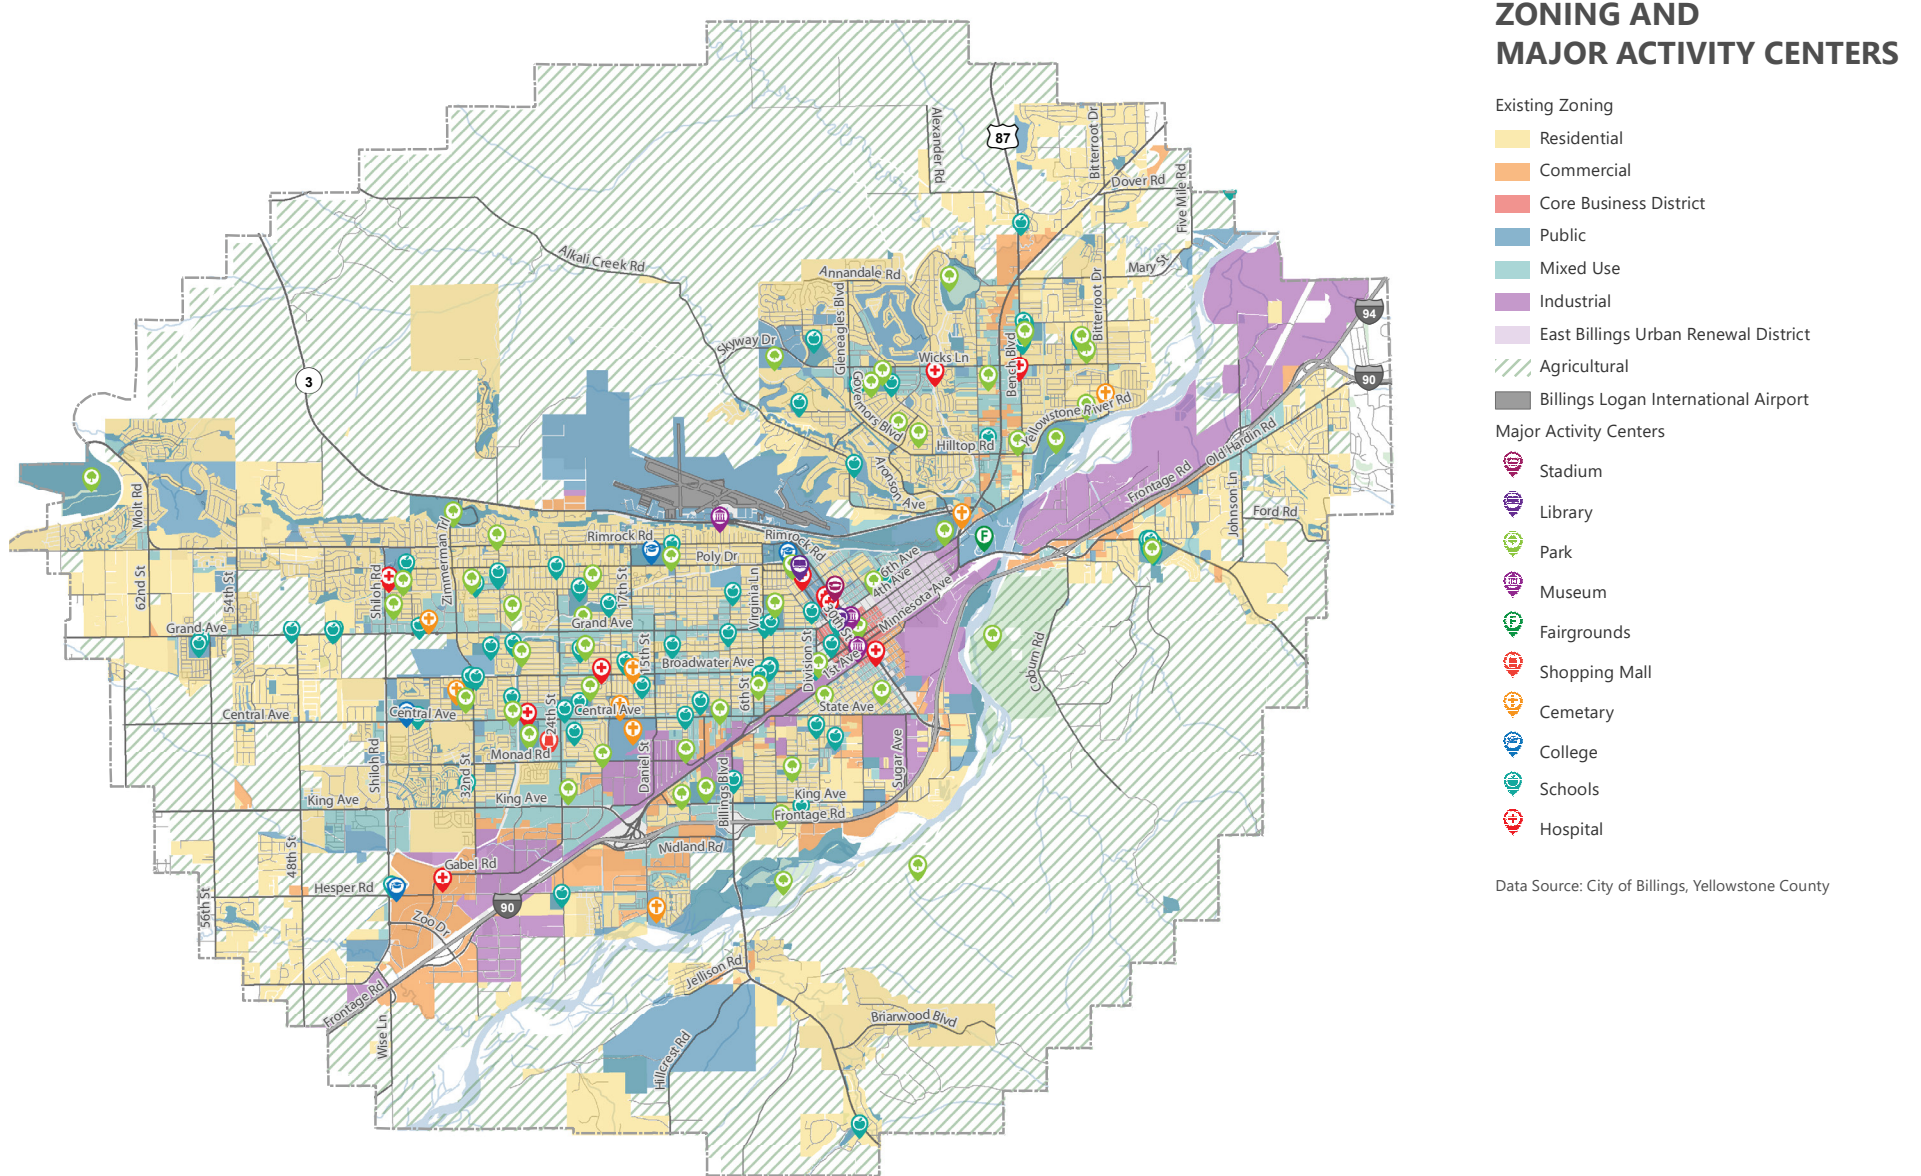 ZONING AND
MAJOR ACTIVITY CENTERS
Existing Zoning
Residential
Commercial
Core Business District
Public
Mixed Use
Industrial
East Billings Urban Renewal District
Agricultural
Billings Logan International Airport
Major Activity Centers
Stadium
Library
Park
Museum
Fairgrounds
Shopping Mall
Cemetary
College
Schools
Hospital
Data Source: City of Billings, Yellowstone County
87
Alexander Rd
Bitterroot Dr
Dover Rd
Five Mile Rd
Alkali Creek Rd
Annandale Rd
Mary St
Bitterroot Dr
Geneagles Blvd
94
Skyway Dr
Wicks Ln
Bench Blvd
3
90
Governors Blvd
Yellowstone River Rd
Hilltop Rd
Old Hardin Rd
Aronson Ave
Frontage Rd
Molt Rd
Johnson Ln
Ford Rd
Zimmerman Trl
Rimrock Rd
Rimrock Rd
F
Poly Dr
6th Ave
4th Ave
62nd St
54th St
Shiloh Rd
17th St
Virginia Ln
Minnesota Ave
Grand Ave
Grand Ave
30th St
15th St
Broadwater Ave
Division St
1st Ave
Coburn Rd
6th St
State Ave
Central Ave
Central Ave
Central Ave
24th St
Monad Rd
Shiloh Rd
32nd St
Daniel St
Billings Blvd
Sugar Ave
King Ave
King Ave
King Ave
Frontage Rd
48th St
Midland Rd
Gabel Rd
Hesper Rd
56th St
90
Zoo Dr
Jellison Rd
Frontage Rd
Briarwood Blvd
Wise Ln
Hillcrest Rd